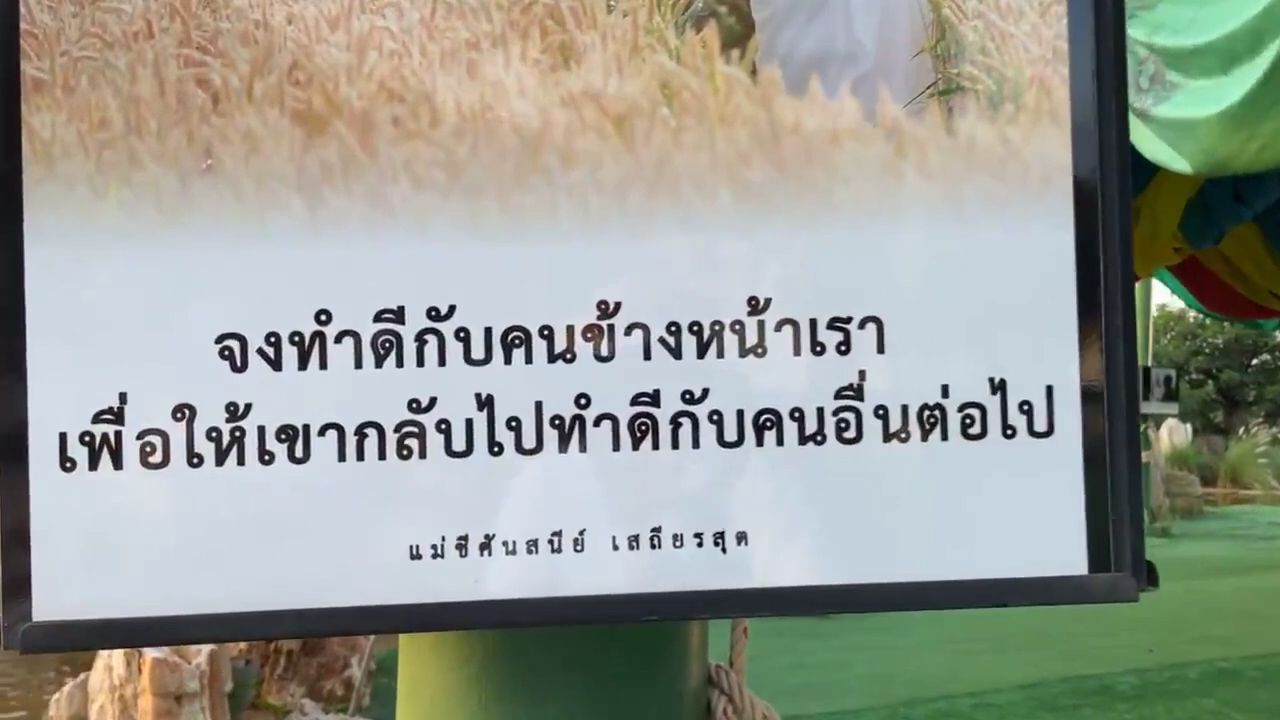 จงทำดีกับคนข้างหน้าเรา
เพื่อให้เขากลับไปทำดีกับคนอื่นต่อไป
แม่ชีศันสนีย์ เสถียรสุต